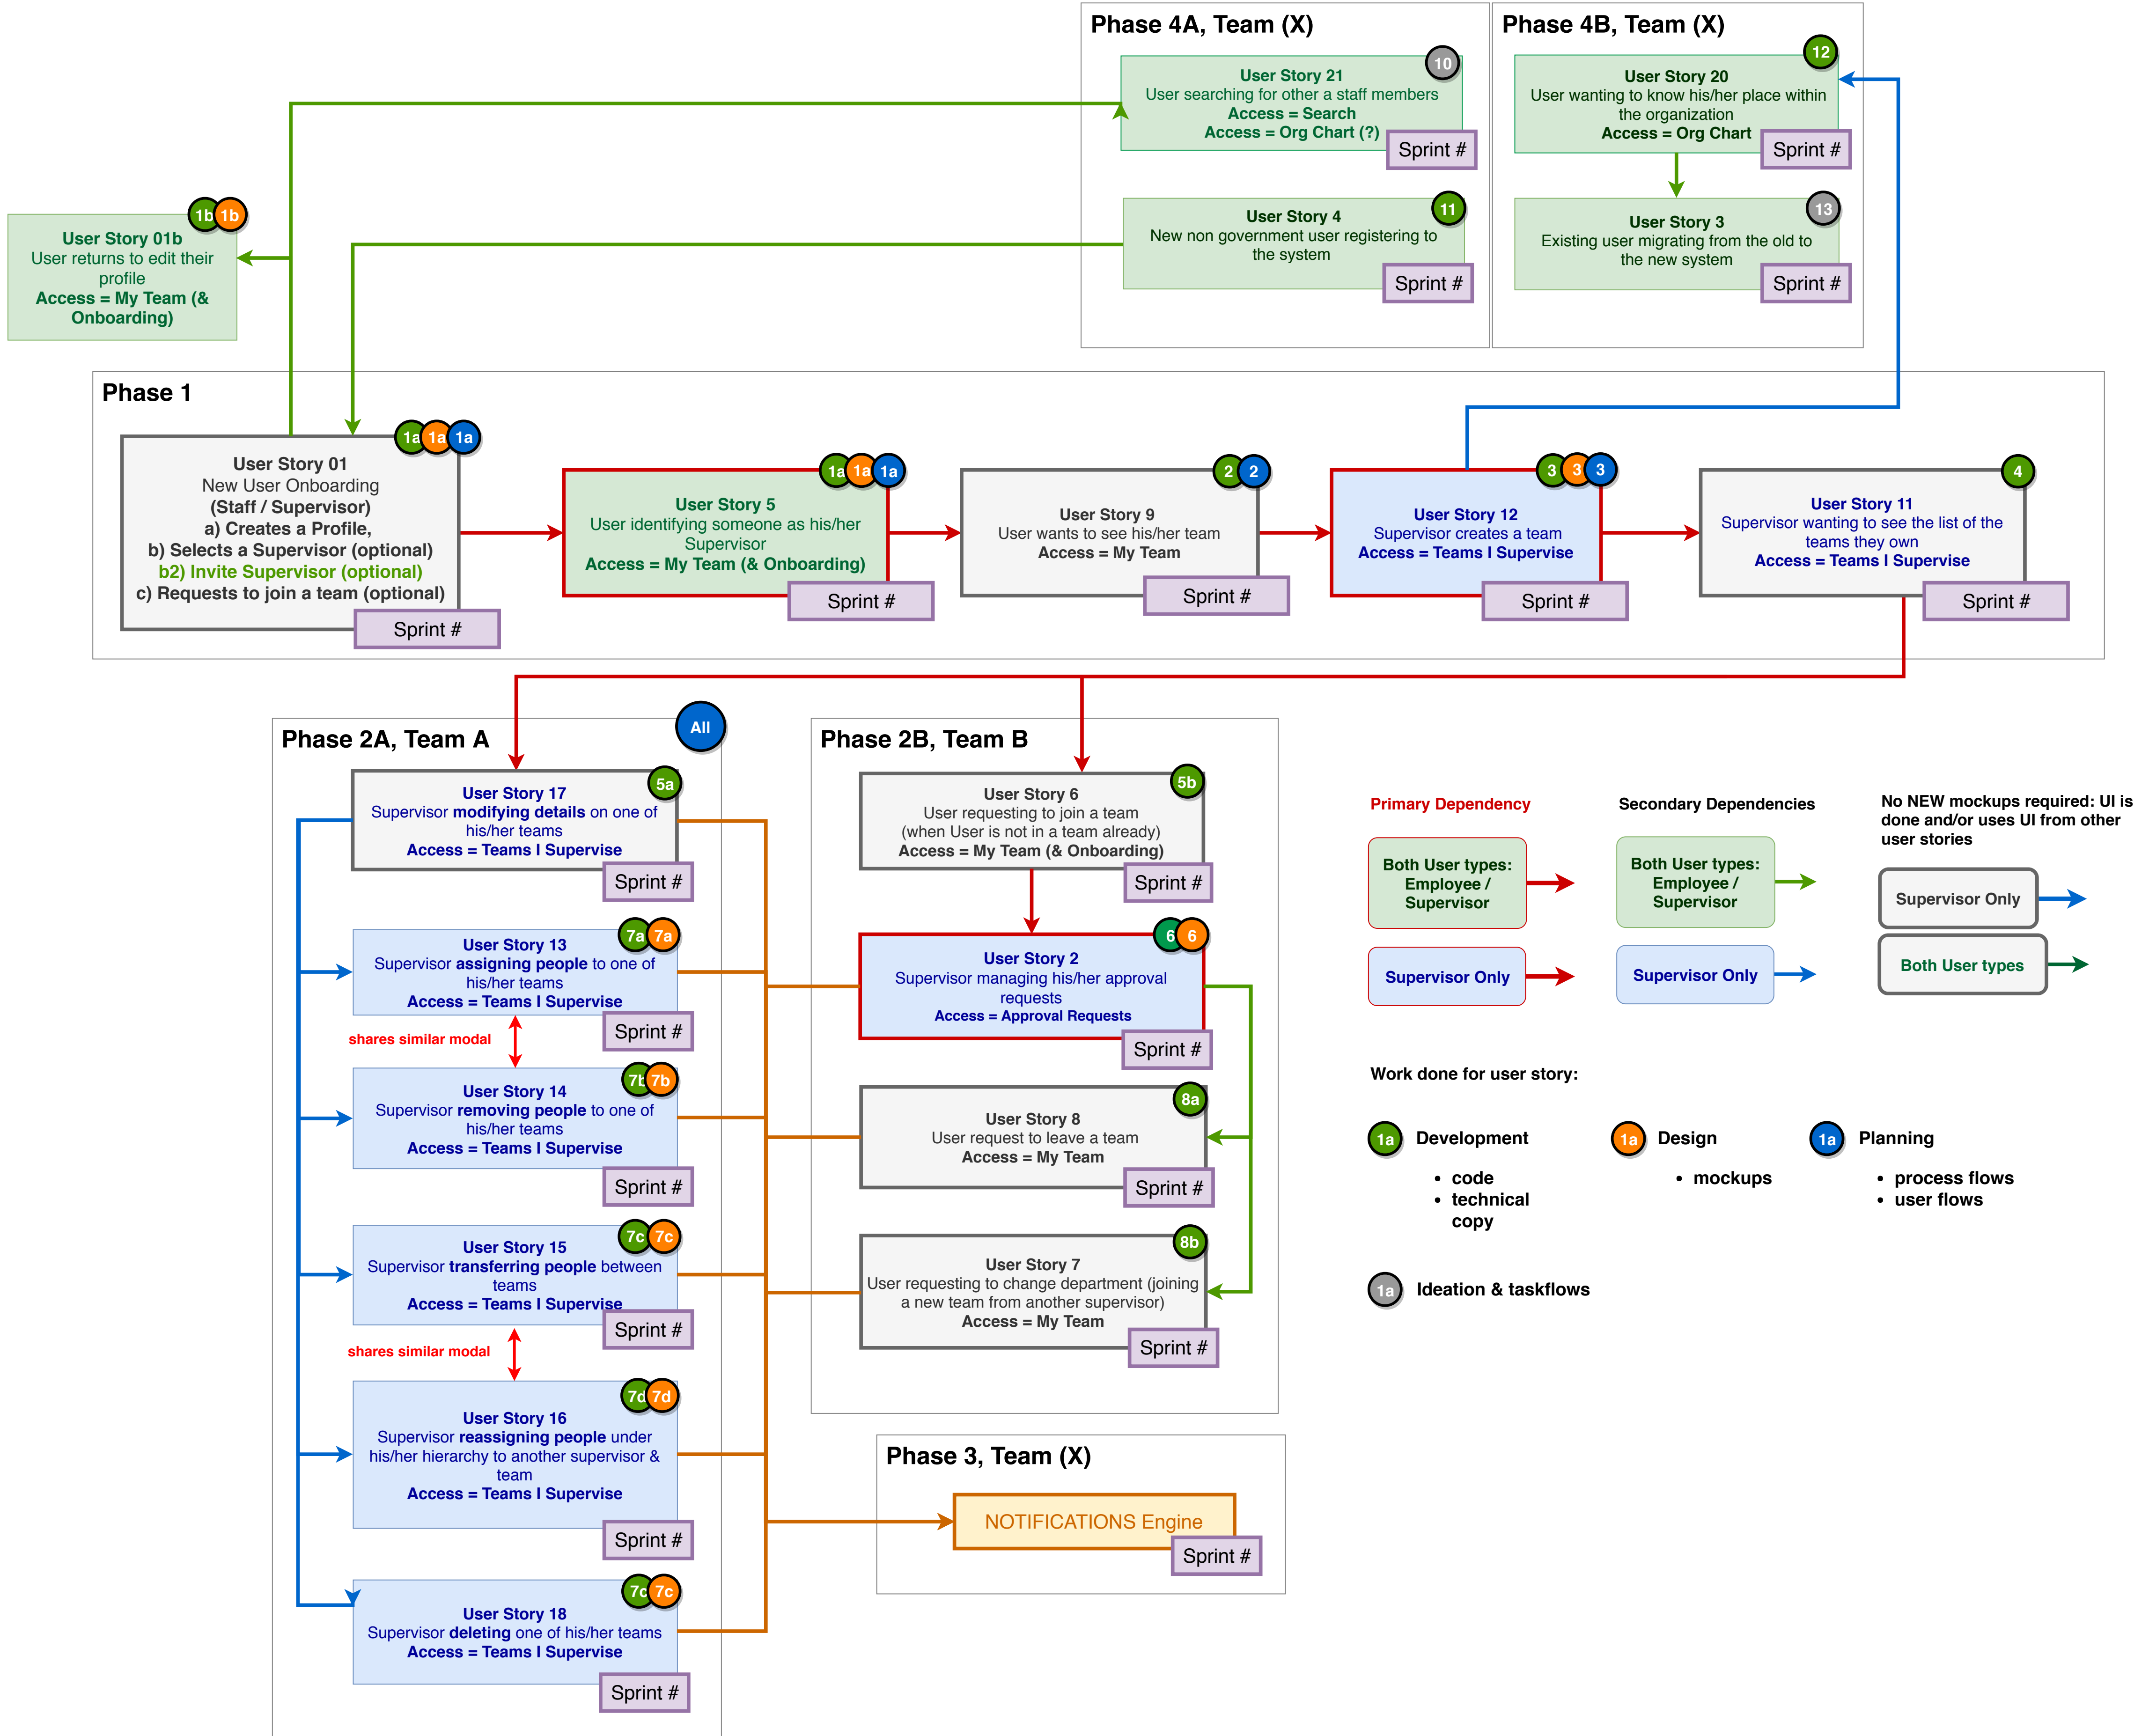 Phase 4A, Team (X)
10
User Story 21
User searching for other a staff members
Access = Search
Access = Org Chart (?)
Sprint #
11
User Story 4
New non government user registering to
the system
Sprint #
Phase 4B, Team (X)
12
User Story 20
User wanting to know his/her place within
the organization
Access = Org Chart
Sprint #
13
User Story 3
Existing user migrating from the old to
the new system
Sprint #
1b
1b
User Story 01b
User returns to edit their
profile
Access = My Team (&
Onboarding)
Phase 1
1a
1a
1a
User Story 01
New User Onboarding
(Staff / Supervisor)
a) Creates a Profile,
b) Selects a Supervisor (optional)
b2) Invite Supervisor (optional)
c) Requests to join a team (optional)
Sprint #
1a
1a
1a
User Story 5
User identifying someone as his/her
Supervisor
Access = My Team (& Onboarding)
Sprint #
2
2
User Story 9
User wants to see his/her team
Access = My Team
Sprint #
3
3
3
User Story 12
Supervisor creates a team
Access = Teams I Supervise
Sprint #
4
User Story 11
Supervisor wanting to see the list of the
teams they own
Access = Teams I Supervise
Sprint #
All
Phase 2A, Team A
5a
User Story 17
Supervisor modifying details on one of
his/her teams
Access = Teams I Supervise
Sprint #
7a
7a
User Story 13
Supervisor assigning people to one of
his/her teams
Access = Teams I Supervise
Sprint #
shares similar modal
7b
7b
User Story 14
Supervisor removing people to one of
his/her teams
Access = Teams I Supervise
Sprint #
7c
7c
User Story 15
Supervisor transferring people between
teams
Access = Teams I Supervise
Sprint #
shares similar modal
7d
7d
User Story 16
Supervisor reassigning people under
his/her hierarchy to another supervisor &
team
Access = Teams I Supervise
Sprint #
7c
7c
User Story 18
Supervisor deleting one of his/her teams
Access = Teams I Supervise
Sprint #
Phase 2B, Team B
5b
User Story 6
User requesting to join a team
(when User is not in a team already)
Access = My Team (& Onboarding)
Sprint #
6
6
User Story 2
Supervisor managing his/her approval
requests
Access = Approval Requests
Sprint #
8a
User Story 8
User request to leave a team
Access = My Team
Sprint #
8b
User Story 7
User requesting to change department (joining
a new team from another supervisor)
Access = My Team
Sprint #
Phase 3, Team (X)
NOTIFICATIONS Engine
Sprint #
Primary Dependency
Both User types:
Employee /
Supervisor
Supervisor Only
Secondary Dependencies
Both User types:
Employee /
Supervisor
Supervisor Only
No NEW mockups required: UI is
done and/or uses UI from other
user stories
Supervisor Only
Both User types
Work done for user story:
1a
Development
• code
• technical
copy
1a
Design
• mockups
1a
Planning
• process flows
• user flows
1a
Ideation & taskflows